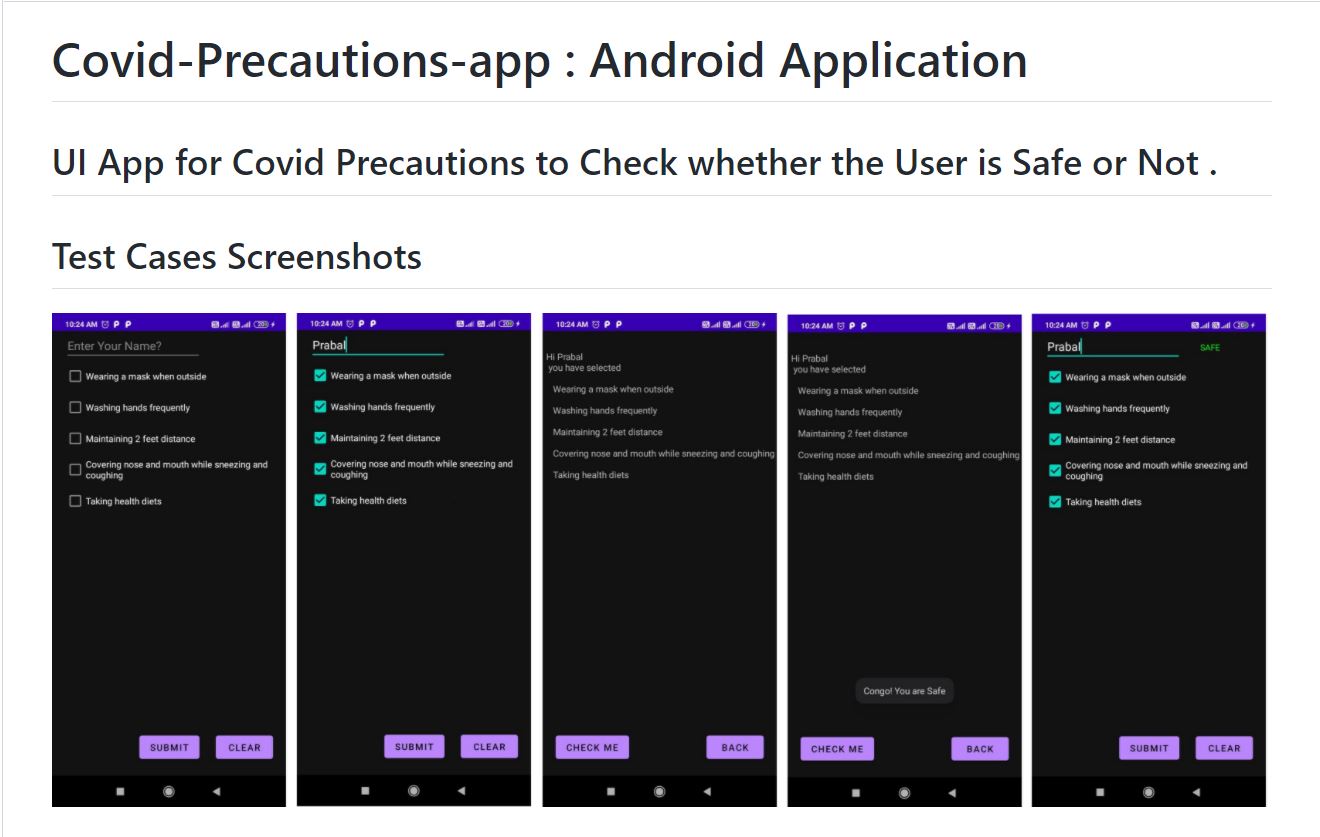 Covid-Precautions-app : Android Application
UI App for Covid Precautions to Check whether the User is Safe or Not .
Test Cases Screenshots
10:24 AM
Enter Your Name?
Wearing a mask when outside
Washing hands frequently
Maintaining 2 feet distance
Covering nose and mouth while sneezing and
coughing
Taking health diets
SUBMIT
CLEAR
10:24 AM
Prabal
Wearing a mask when outside
Washing hands frequently
Maintaining 2 feet distance
Covering nose and mouth while sneezing and
coughing
Taking health diets
SUBMIT
CLEAR
10:24 AM
Hi Prabal
you have selected
Wearing a mask when outside
Washing hands frequently
Maintaining 2 feet distance
Covering nose and mouth while sneezing and coughing
Taking health diets
CHECK ME
BACK
10:24 AM
Hi Prabal
you have selected
Wearing a mask when outside
Washing hands frequently
Maintaining 2 feet distance
Covering nose and mouth while sneezing and coughing
Taking health diets
Congo! You are Safe
CHECK ME
BACK
10:24 AM
Prabal
SAFE
Wearing a mask when outside
Washing hands frequently
Maintaining 2 feet distance
Covering nose and mouth while sneezing and
coughing
Taking health diets
SUBMIT
CLEAR